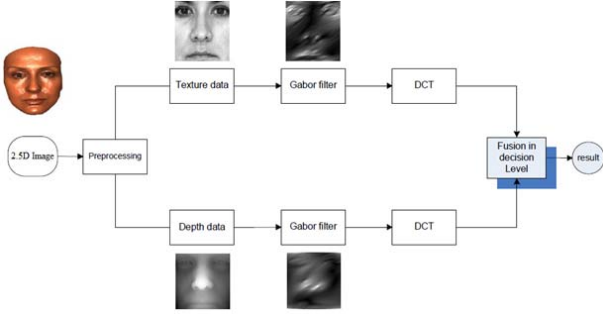 Texture data
Gabor filter
DCT
2.5D Image
Preprocessing
Fusion in
decision
Level
result
Depth data
Gabor filter
DCT